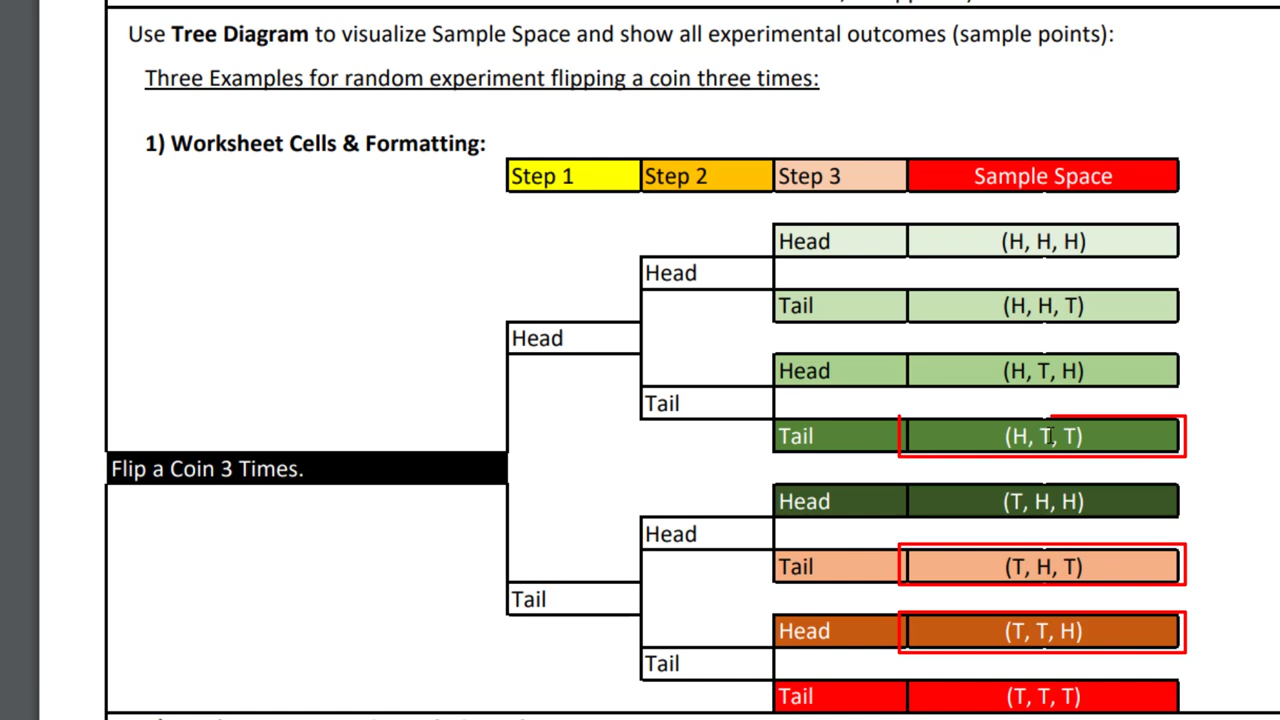 Use Tree Diagram to visualize Sample Space and show all experimental outcomes (sample points):
Three Examples for random experiment flipping a coin three times:
1) Worksheet Cells & Formatting:
Step 1 Step 2 Step 3 Sample Space
Head (H, H, H)
Head
Tail (H, H, T)
Head
Head (H, T, H)
Tail
Tail (H, T, T)
Flip a Coin 3 Times.
Head (T, H, H)
Head
Tail (T, H, T)
Tail
Head (T, T, H)
Tail
Tail (T, T, T)